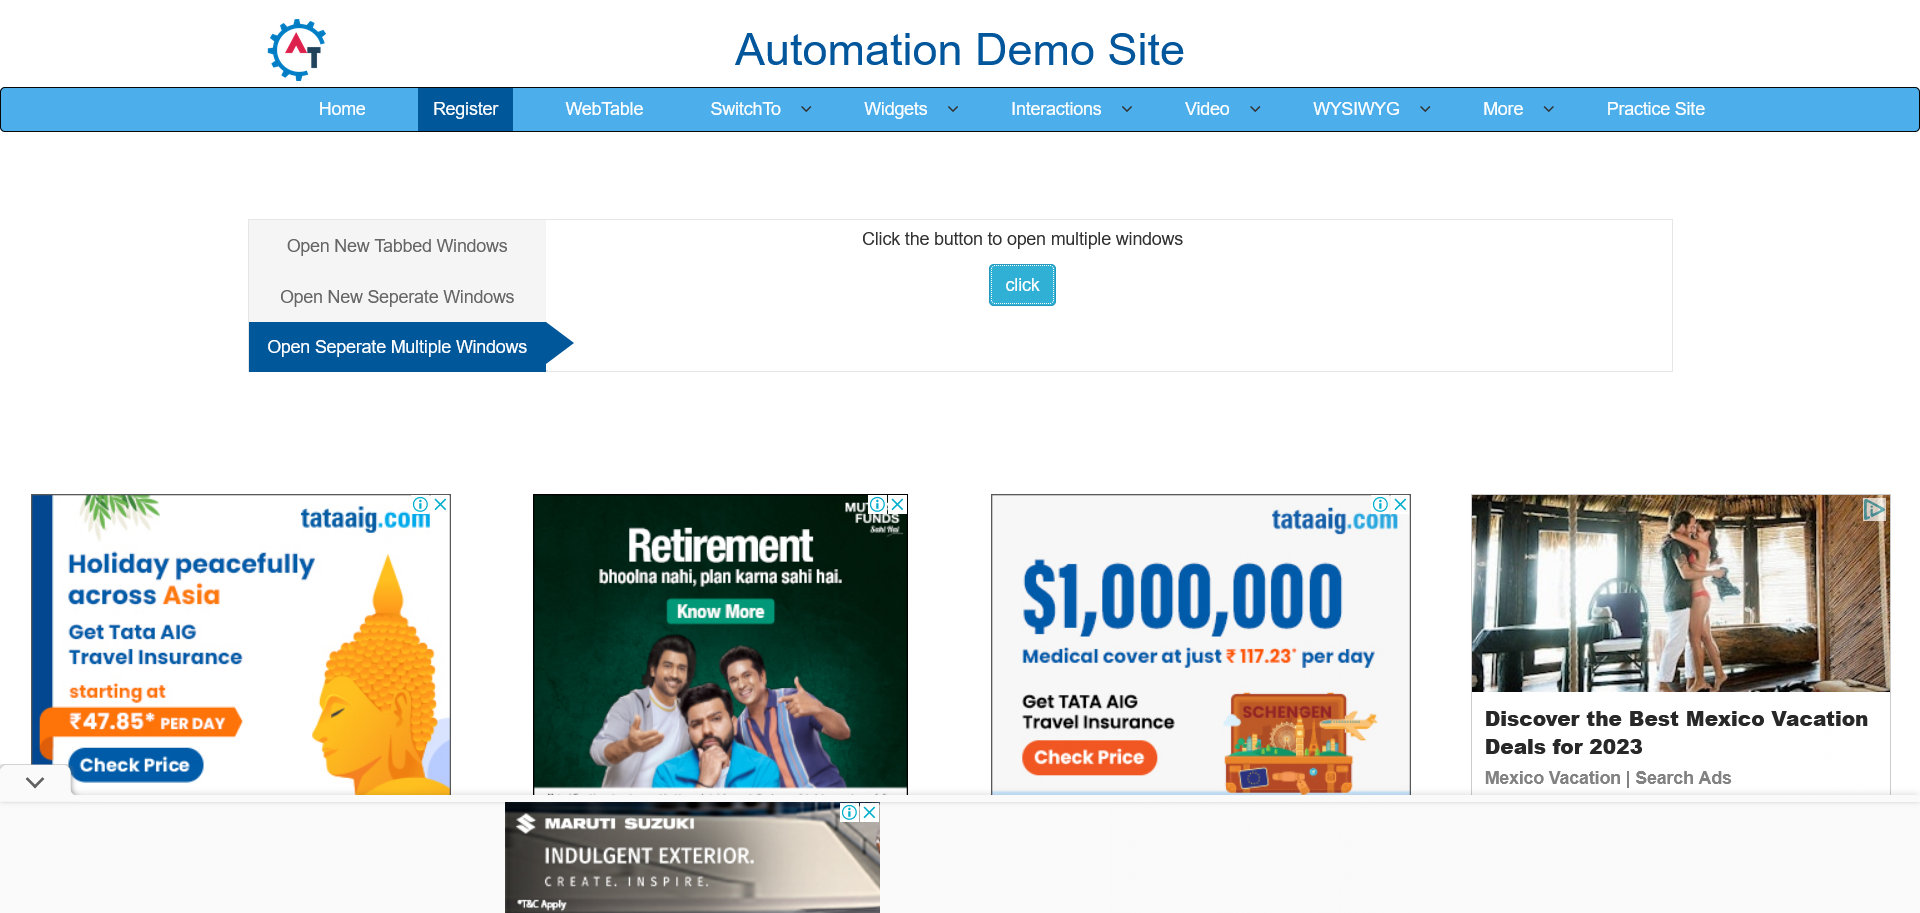 AT
Automation Demo Site
Home Register WebTable SwitchTo Widgets Interactions Video WYSIWYG More Practice Site
Open New Tabbed Windows
Open New Seperate Windows
Open Seperate Multiple Windows
Click the button to open multiple windows
click
tataaig.com
Holiday peacefully
across Asia
Get Tata AIG
Travel Insurance
starting at
₹47.85* PER DAY
Check Price
FUNDS
Sahi Hai
Retirement
bhoolna nahi, plan karna sahi hai.
Know More
tataaig.com
$1,000,000
Medical cover at just ₹ 117.23* per day
Get TATA AIG
Travel Insurance
Check Price
SCHENGEN
Discover the Best Mexico Vacation
Deals for 2023
Mexico Vacation | Search Ads
MARUTI SUZUKI
INDULGENT EXTERIOR.
CREATE. INSPIRE.
*T&C Apply